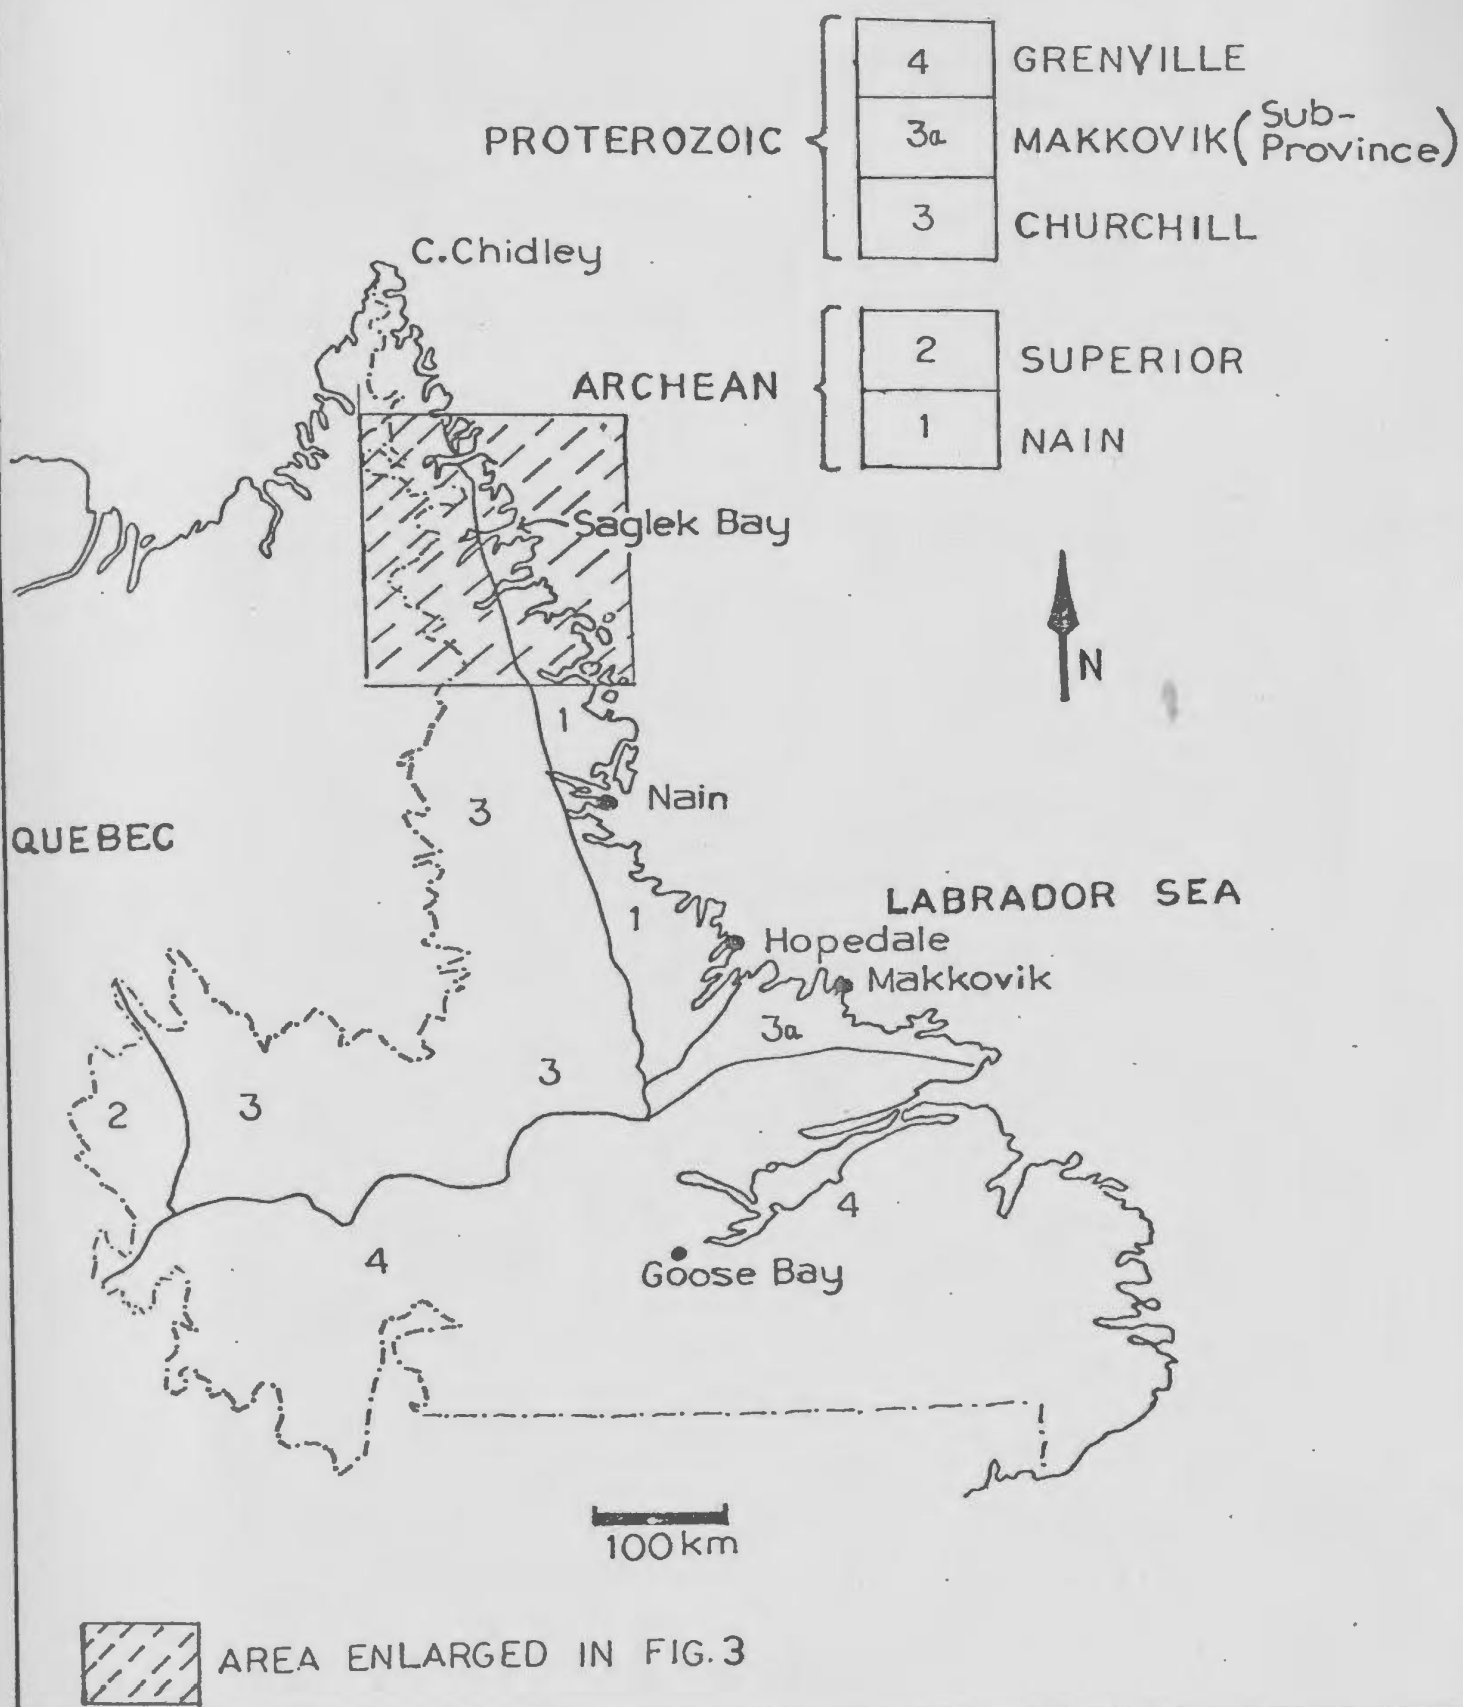 4 GRENVILLE
PROTEROZOIC
3a MAKKOVIK (Sub-
Province)
3 CHURCHILL
C.Chidley
2 SUPERIOR
ARCHEAN
1 NAIN
Saglek Bay
N
1
Nain
3
QUEBEC
LABRADOR SEA
1
Hopedale
Makkovik
3a
3
3
2
4
4
Goose Bay
100km
AREA ENLARGED IN FIG.3